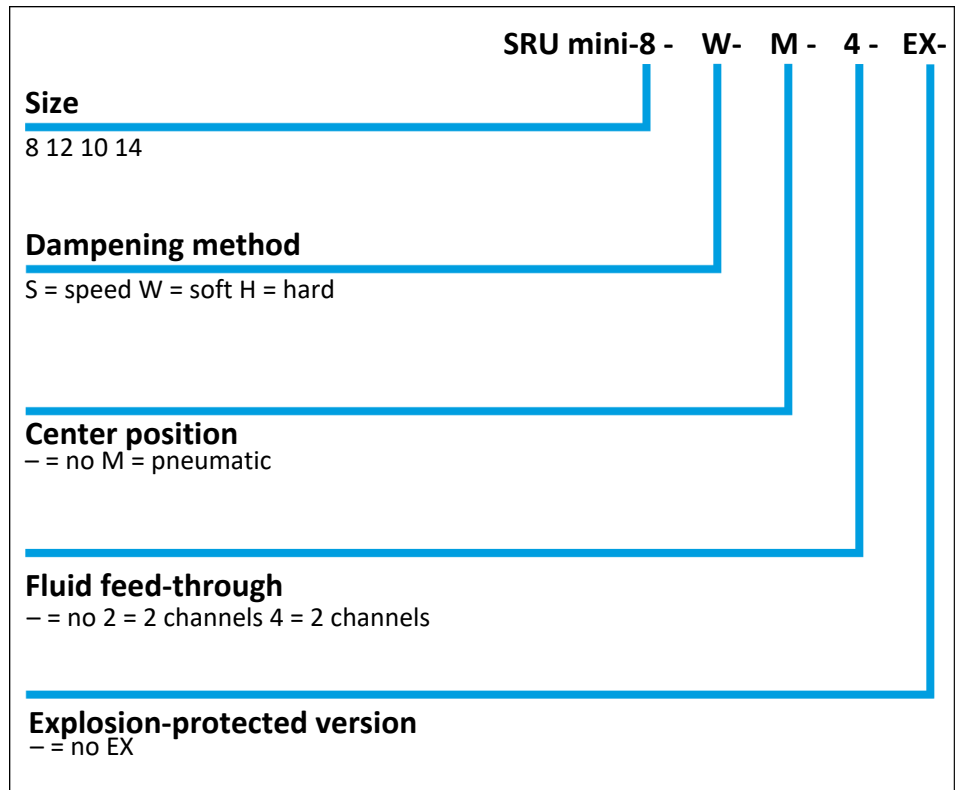 SRU mini-8 - W- M - 4 - EX-
Size
8 12 10 14
Dampening method
S = speed W = soft H = hard
Center position
– = no M = pneumatic
Fluid feed-through
– = no 2 = 2 channels 4 = 2 channels
Explosion-protected version
– = no EX